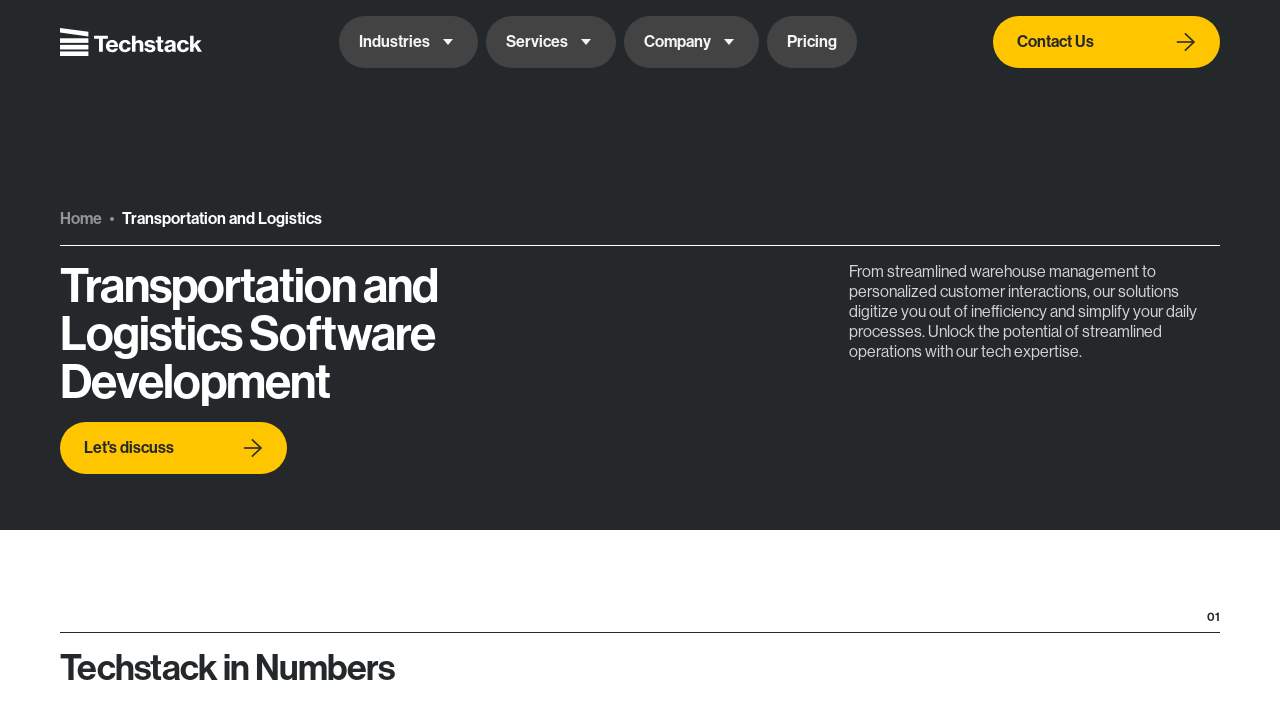 Techstack
Industries
Services
Company
Pricing
Contact Us
Home • Transportation and Logistics
Transportation and
Logistics Software
Development
From streamlined warehouse management to
personalized customer interactions, our solutions
digitize you out of inefficiency and simplify your daily
processes. Unlock the potential of streamlined
operations with our tech expertise.
Let's discuss
01
Techstack in Numbers